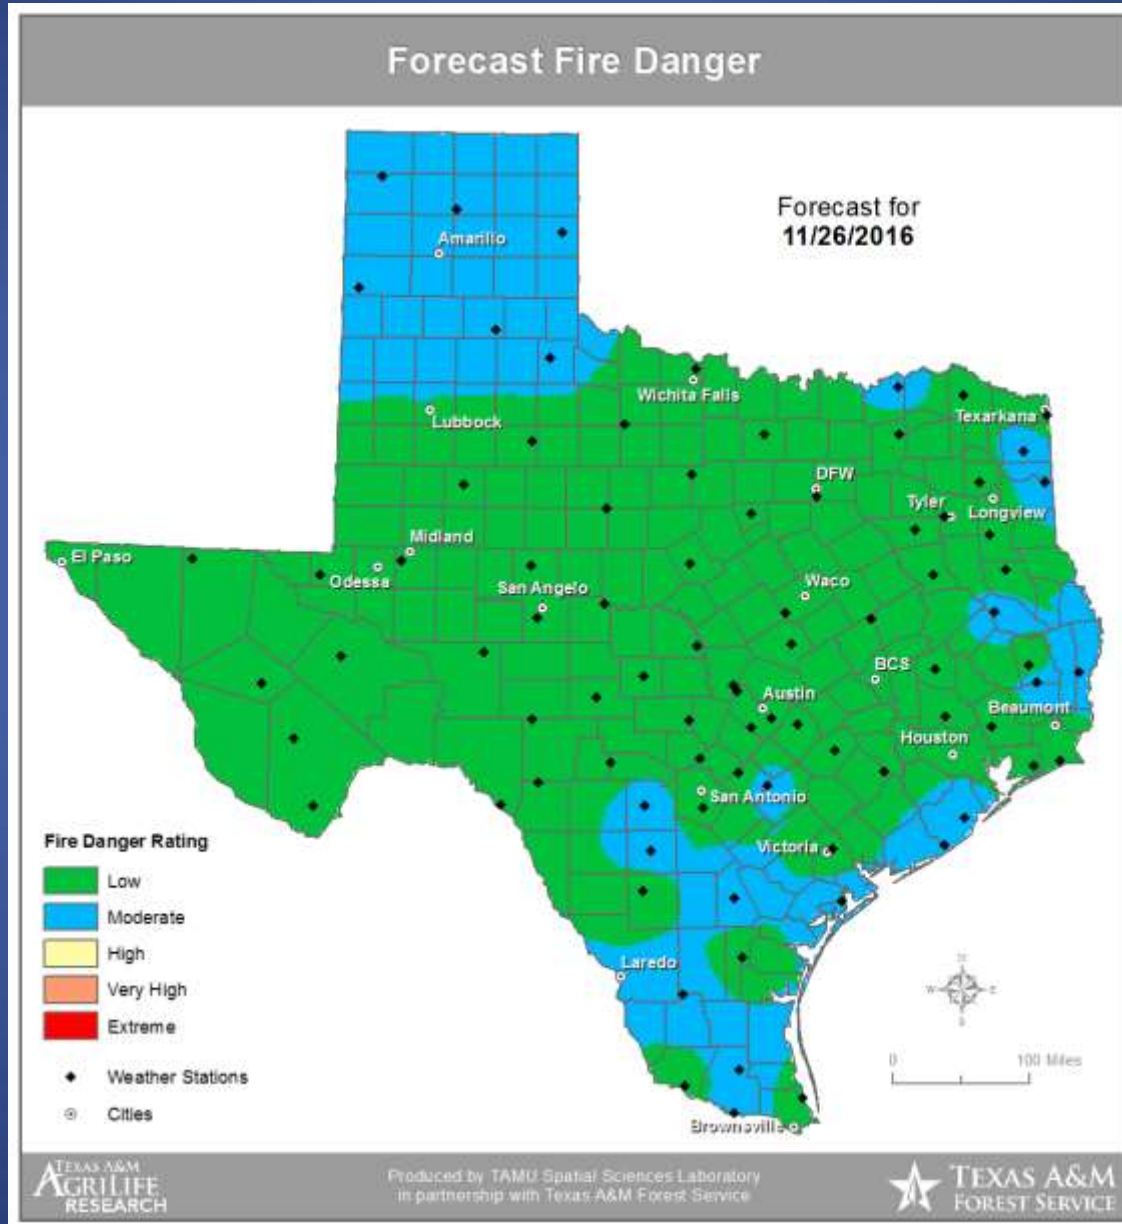 Forecast Fire Danger
Forecast for
11/26/2016
Amarillo
Wichita Falls
Lubbock
Texarkana
DFW
Tyler
Longview
El Paso
Midland
Odessa
San Angelo
Waco
BCS
Austin
Beaumont
Houston
San Antonio
Victoria
Laredo
Brownsville
Fire Danger Rating
Low
Moderate
High
Very High
Extreme
Weather Stations
Cities
N
W E
S
0 100 Miles
TEXAS A&M
AGRILIFE
RESEARCH
Produced by TAMU Spatial Sciences Laboratory
in partnership with Texas A&M Forest Service
TEXAS A&M
FOREST SERVICE